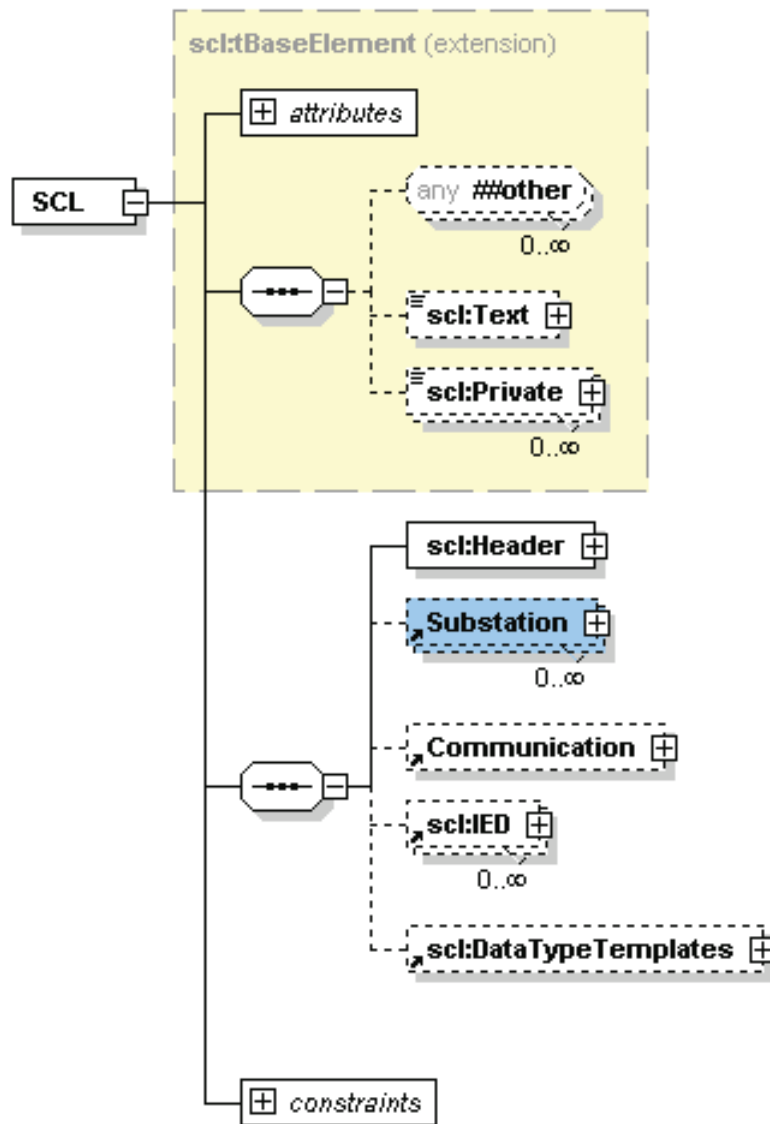 scl:tBaseElement (extension)
attributes
SCL
any ##other
0..∞
scl:Text
scl:Private
0..∞
scl:Header
Substation
0..∞
Communication
scl:IED
0..∞
scl:DataTypeTemplates
constraints